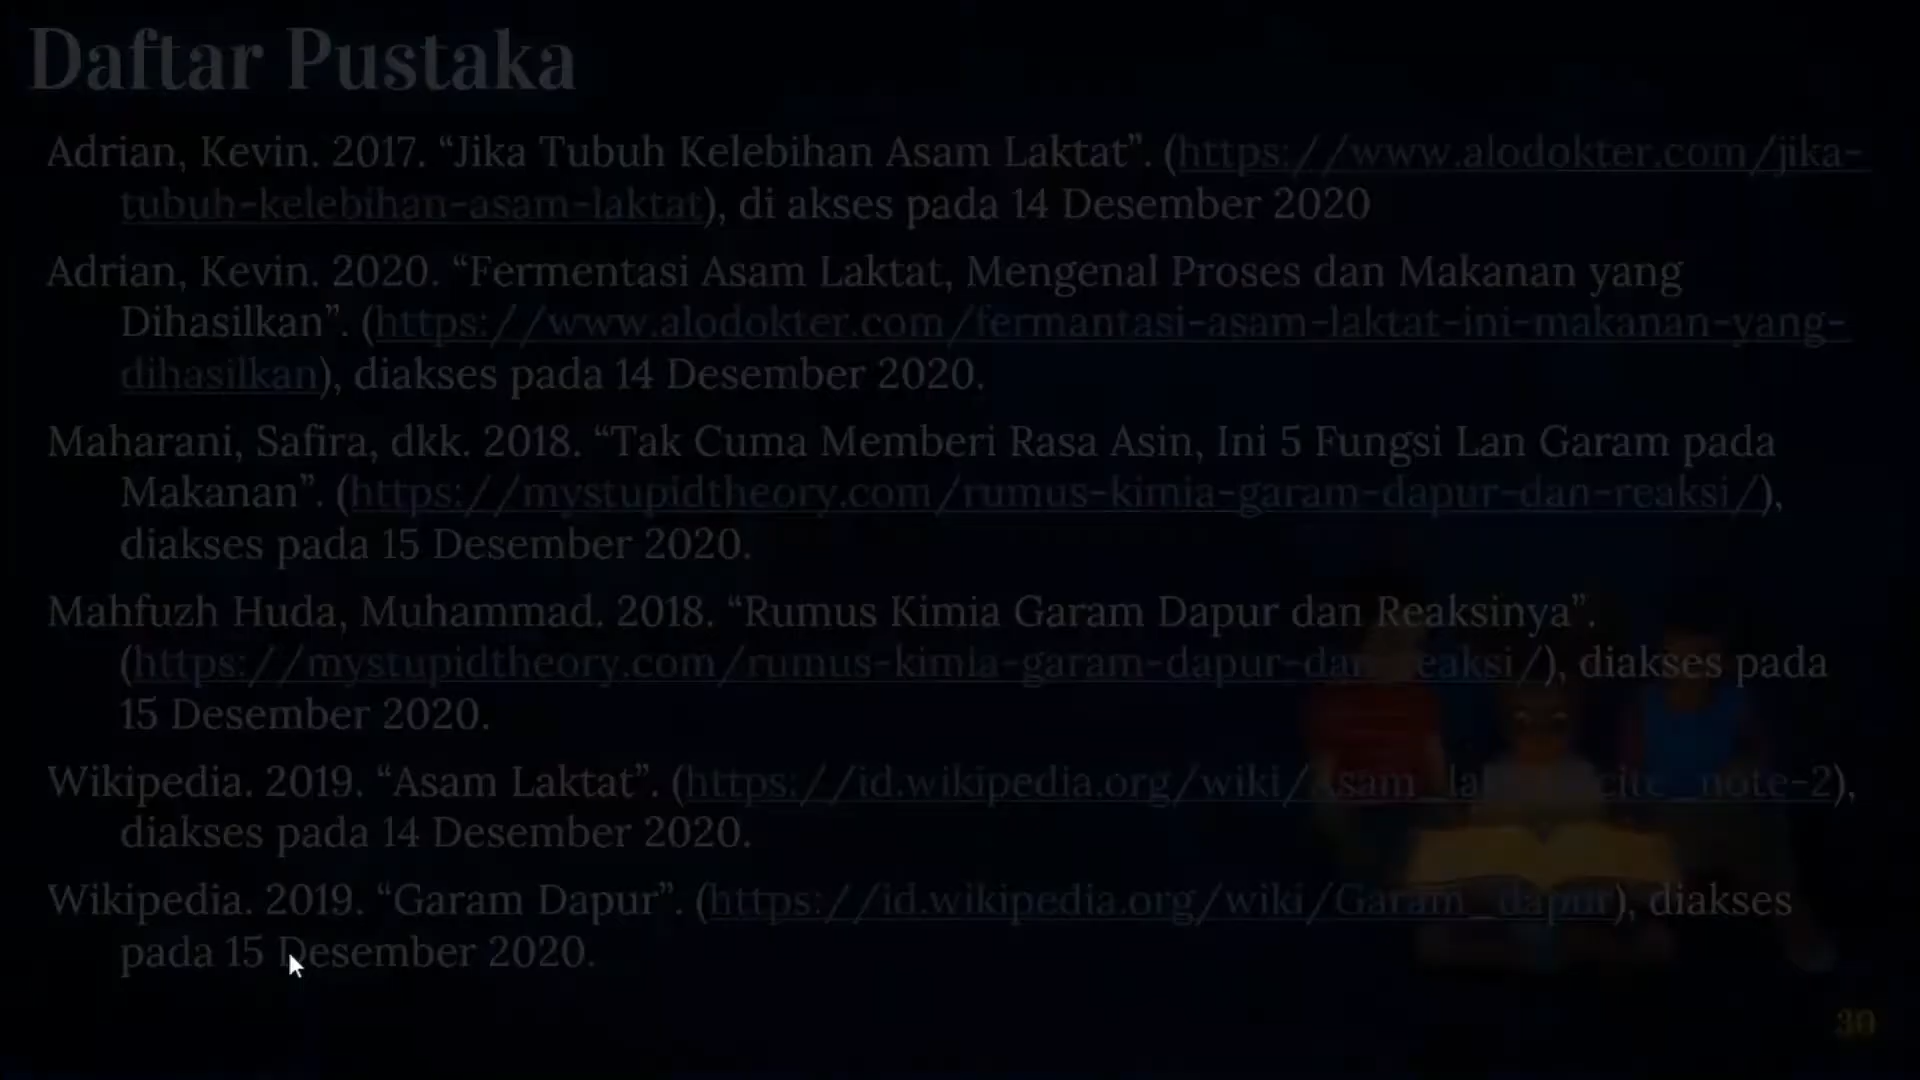 Daftar Pustaka
Adrian, Kevin. 2017. “Jika Tubuh Kelebihan Asam Laktat”. (https://www.alodokter.com/jika-
tubuh-kelebihan-asam-laktat), di akses pada 14 Desember 2020
Adrian, Kevin. 2020. “Fermentasi Asam Laktat, Mengenal Proses dan Makanan yang
Dihasilkan”. (https://www.alodokter.com/fermantasi-asam-laktat-ini-makanan-yang-
dihasilkan), diakses pada 14 Desember 2020.
Maharani, Safira, dkk. 2018. “Tak Cuma Memberi Rasa Asin, Ini 5 Fungsi Lan Garam pada
Makanan”. (https://mystupidtheory.com/rumus-kimia-garam-dapur-dan-reaksi/),
diakses pada 15 Desember 2020.
Mahfuzh Huda, Muhammad. 2018. “Rumus Kimia Garam Dapur dan Reaksinya”.
(https://mystupidtheory.com/rumus-kimia-garam-dapur-dan-reaksi/), diakses pada
15 Desember 2020.
Wikipedia. 2019. “Asam Laktat”. (https://id.wikipedia.org/wiki/Asam_la cite_note-2),
diakses pada 14 Desember 2020.
Wikipedia. 2019. “Garam Dapur”. (https://id.wikipedia.org/wiki/Garam_dapur), diakses
pada 15 Desember 2020.
30